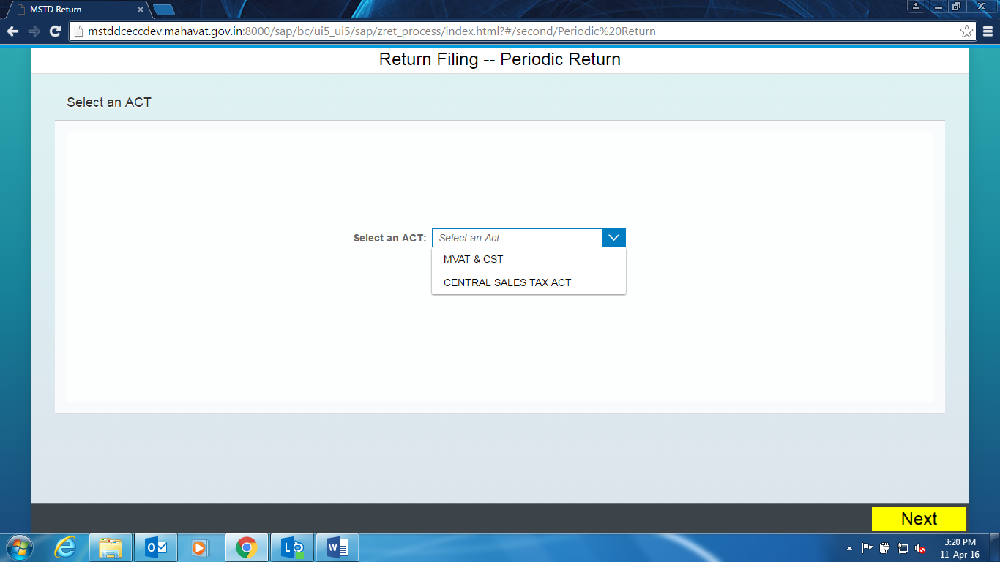 MSTD Return
mstddceccdev.mahavat.gov.in:8000/sap/bc/ui5_ui5/sap/zret_process/index.html?#/second/Periodic%20Return
Return Filing -- Periodic Return
Select an ACT
Select an ACT: Select an Act
MVAT & CST
CENTRAL SALES TAX ACT
Next
3:20 PM
11-Apr-16